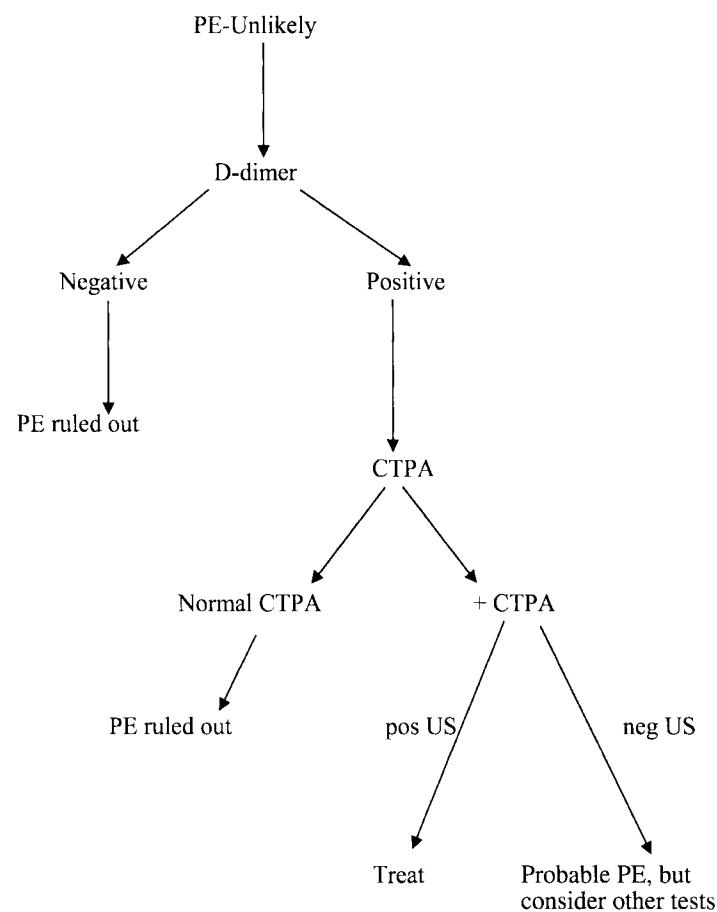 PE-Unlikely
D-dimer
Negative
Positive
PE ruled out
CTPA
Normal CTPA
+ CTPA
PE ruled out
pos US
neg US
Treat
Probable PE, but
consider other tests